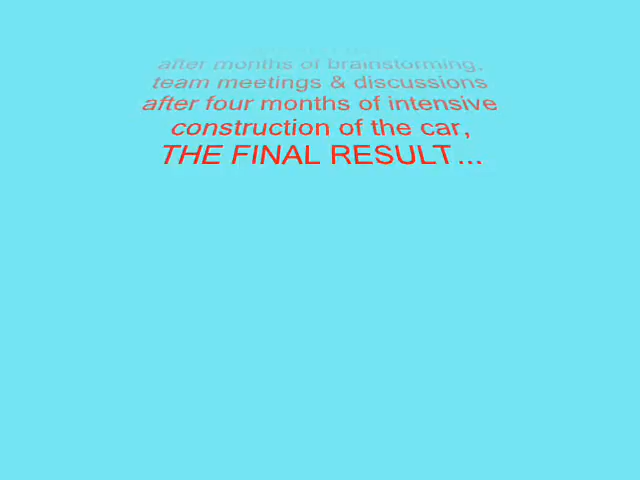 after months of brainstorming,
team meetings & discussions
after four months of intensive
construction of the car,
THE FINAL RESULT...